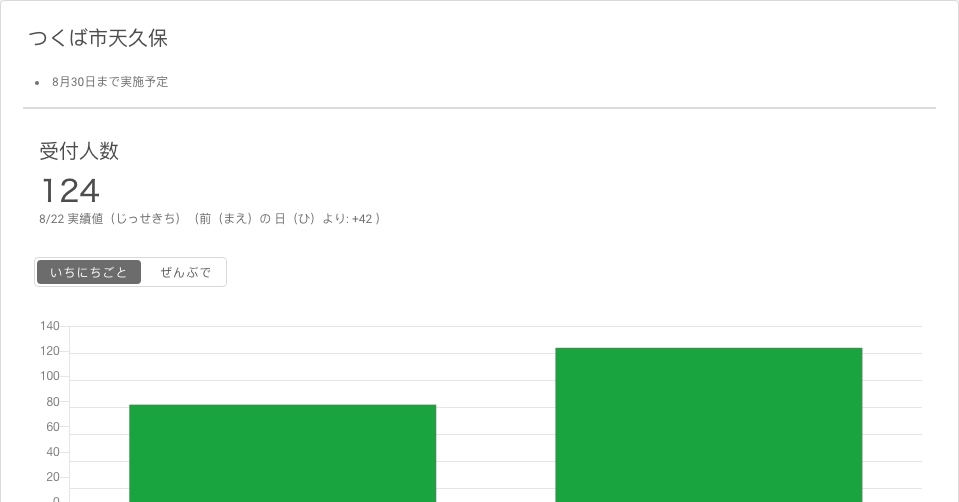 つくば市天久保
8月30日まで実施予定
受付人数
124
8/22 実績値（じっせきち）（前（まえ）の 日（ひ）より: +42 ）
いちにちごと ぜんぶで
140
120
100
80
60
40
20
0